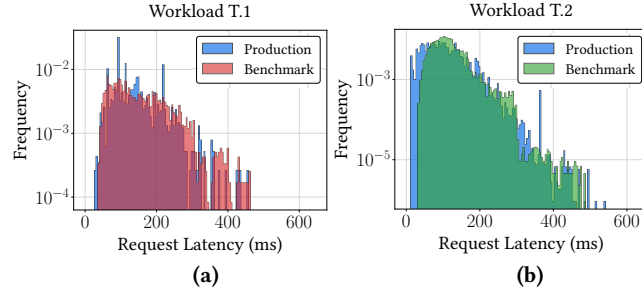 Workload T.1
Production
Benchmark
Frequency
10⁻²
10⁻³
10⁻⁴
0 200 400 600
Request Latency (ms)
(a)
Workload T.2
Production
Benchmark
Frequency
10⁻³
10⁻⁵
0 200 400 600
Request Latency (ms)
(b)